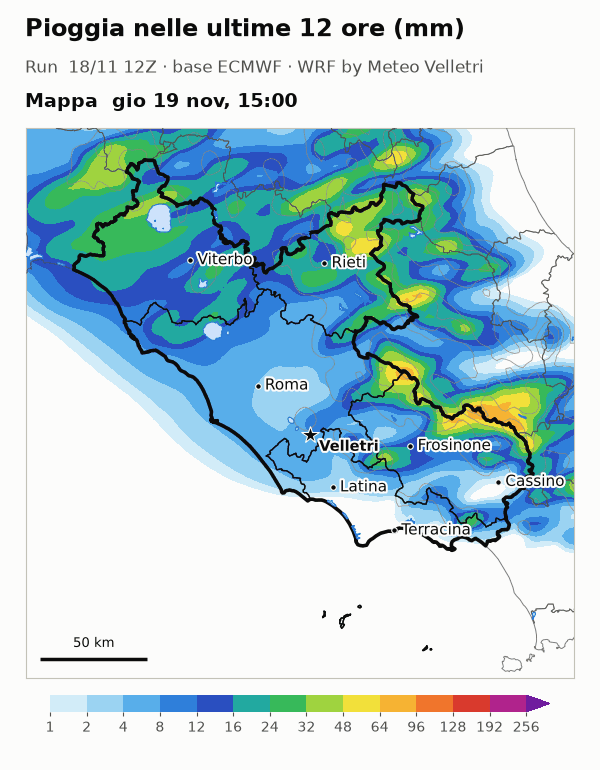 Pioggia nelle ultime 12 ore (mm)
Run  18/11 12Z · base ECMWF · WRF by Meteo Velletri
Mappa  gio 19 nov, 15:00
Viterbo
Rieti
Roma
Velletri
Frosinone
Cassino
Latina
Terracina
50 km
1 2 4 8 12 16 24 32 48 64 96 128 192 256